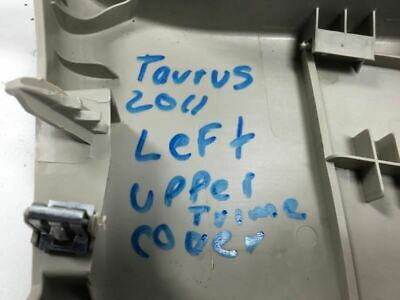 Taurus
2011
Left
upper
Trime
cover